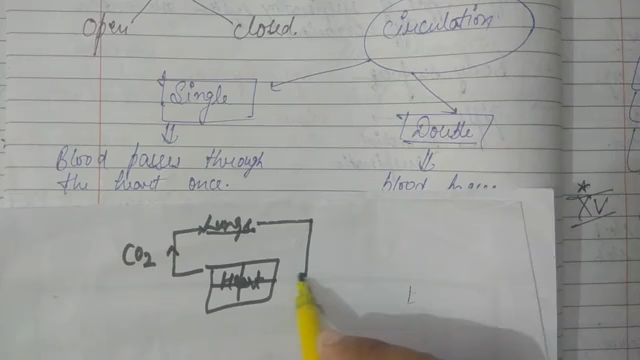 Open
closed.
Circulation
Single
Double
Blood passes through
the heart once.
blood
XV
Lungs
CO2
Heart